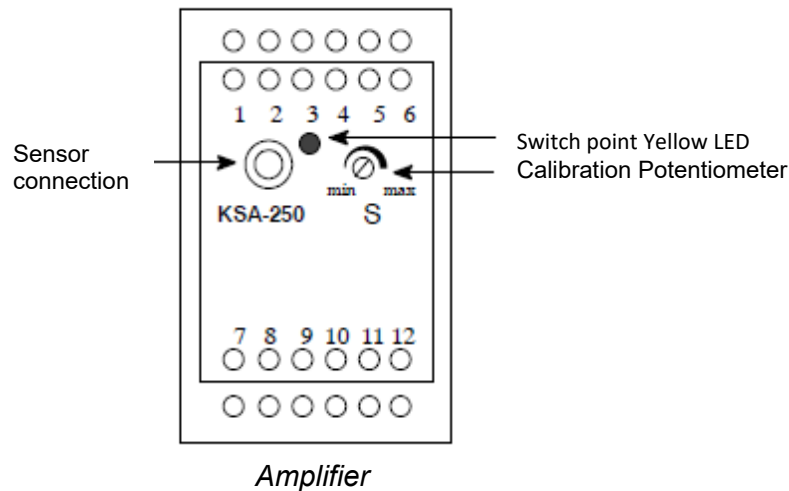 1 2 3 4 5 6
Switch point Yellow LED
Sensor
connection
Calibration Potentiometer
min max
KSA-250 S
7 8 9 10 11 12
Amplifier